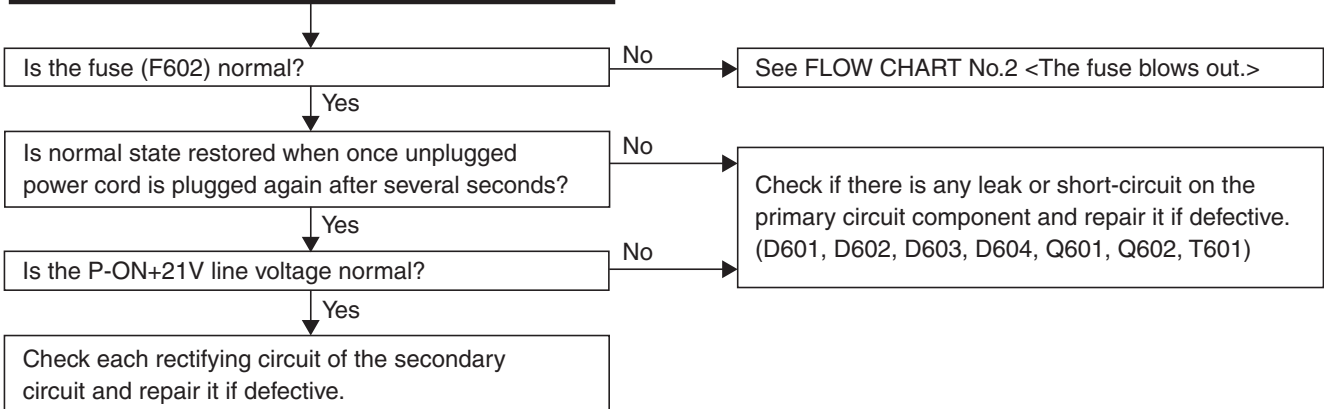 Is the fuse (F602) normal?
No
See FLOW CHART No.2 <The fuse blows out.>
Yes
Is normal state restored when once unplugged
power cord is plugged again after several seconds?
No
Check if there is any leak or short-circuit on the
primary circuit component and repair it if defective.
(D601, D602, D603, D604, Q601, Q602, T601)
Yes
Is the P-ON+21V line voltage normal?
No
Yes
Check each rectifying circuit of the secondary
circuit and repair it if defective.